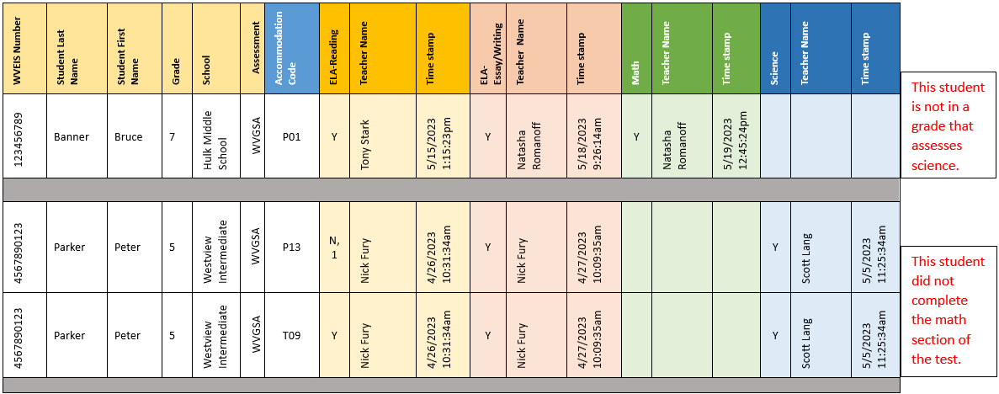 WVEIS Number
Student Last
Name
Student First
Name
Grade
School
Assessment
Accommodation
Code
ELA-Reading
Teacher Name
Time stamp
ELA-
Essay/Writing
Teacher  Name
Time stamp
Math
Teacher Name
Time stamp
Science
Teacher Name
Time stamp
123456789
Banner
Bruce
7
Hulk Middle
School
WVGSA
P01
Y
Tony Stark
5/15/2023
1:15:23pm
Y
Natasha
Romanoff
5/18/2023
9:26:14am
Y
Natasha
Romanoff
5/19/2023
12:45:24pm
This student
is not in a
grade that
assesses
science.
4567890123
Parker
Peter
5
Westview
Intermediate
WVGSA
P13
N,
1
Nick Fury
4/26/2023
10:31:34am
Y
Nick Fury
4/27/2023
10:09:35am
Y
Scott Lang
5/5/2023
11:25:34am
4567890123
Parker
Peter
5
Westview
Intermediate
WVGSA
T09
Y
Nick Fury
4/26/2023
10:31:34am
Y
Nick Fury
4/27/2023
10:09:35am
Y
Scott Lang
5/5/2023
11:25:34am
This student
did not
complete
the math
section of
the test.